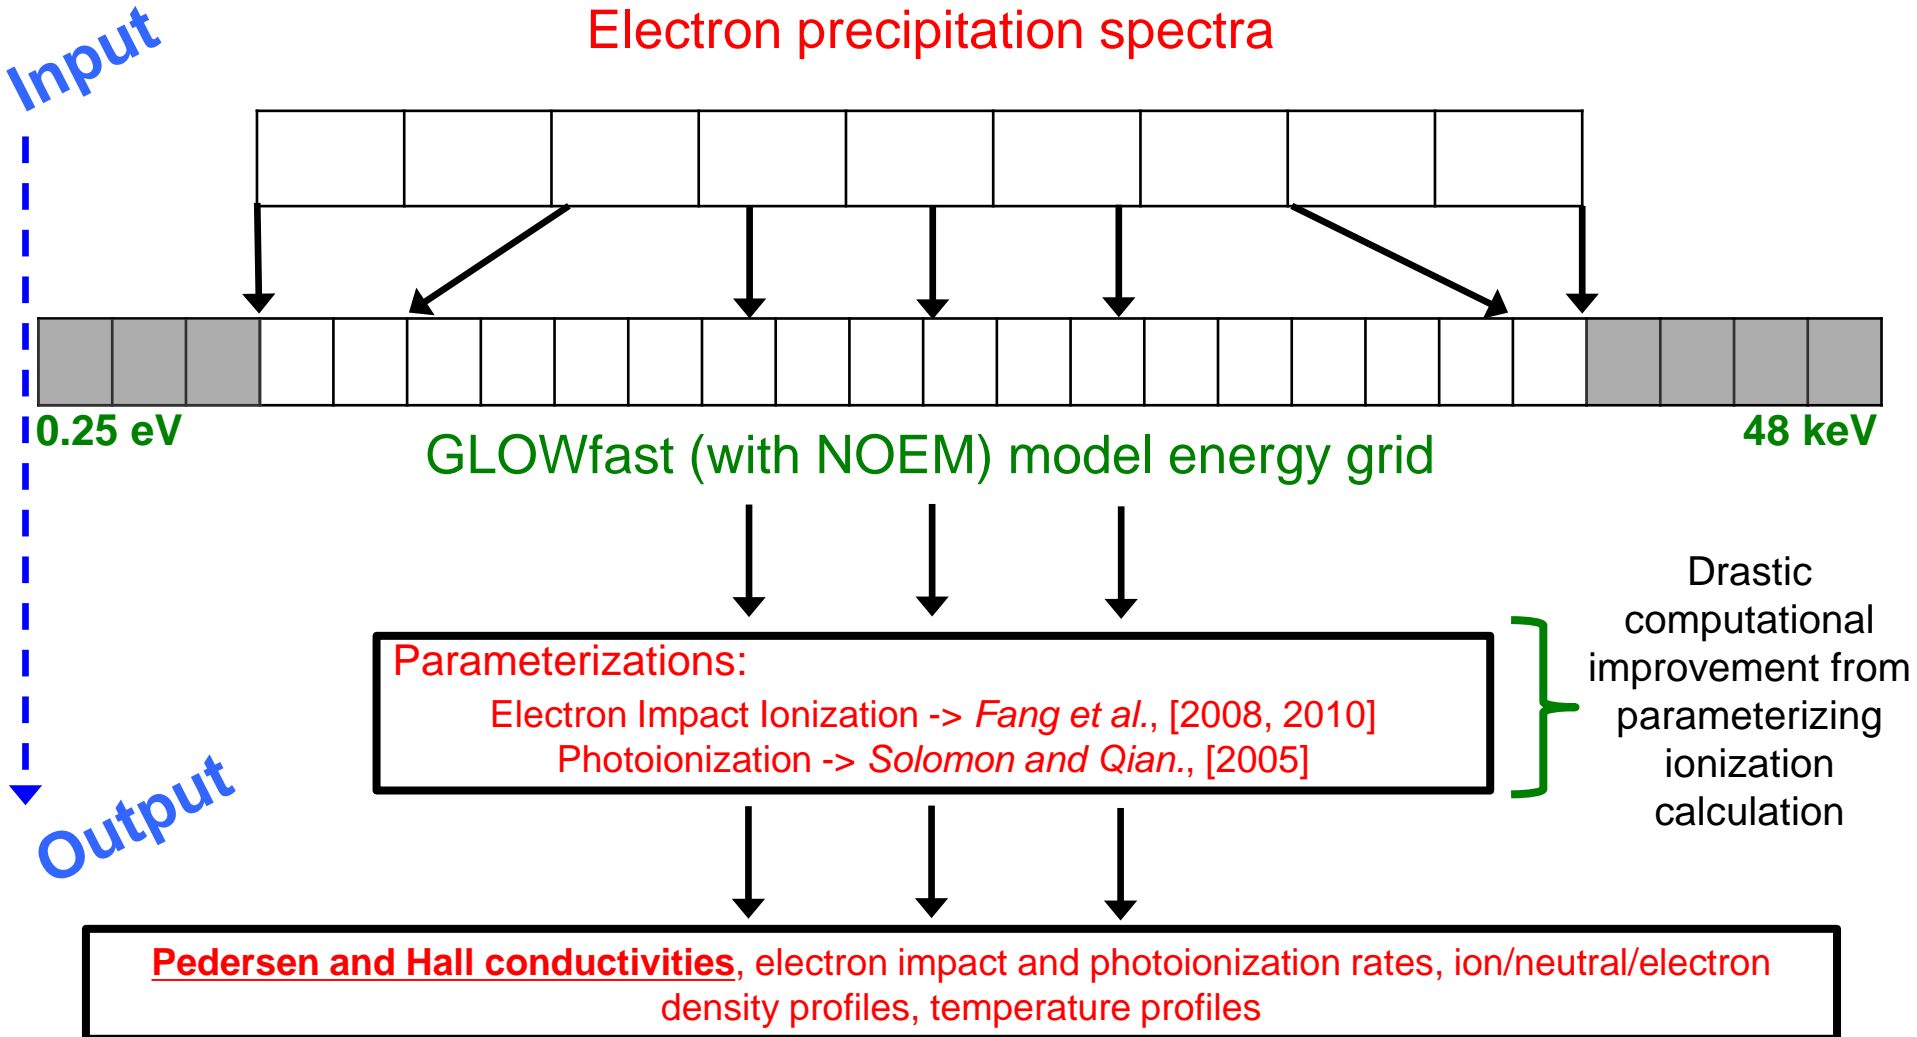 Input
Electron precipitation spectra
0.25 eV
48 keV
GLOWfast (with NOEM) model energy grid
Parameterizations:
Electron Impact Ionization -> Fang et al., [2008, 2010]
Photoionization -> Solomon and Qian., [2005]
Drastic
computational
improvement from
parameterizing
ionization
calculation
Output
Pedersen and Hall conductivities, electron impact and photoionization rates, ion/neutral/electron
density profiles, temperature profiles